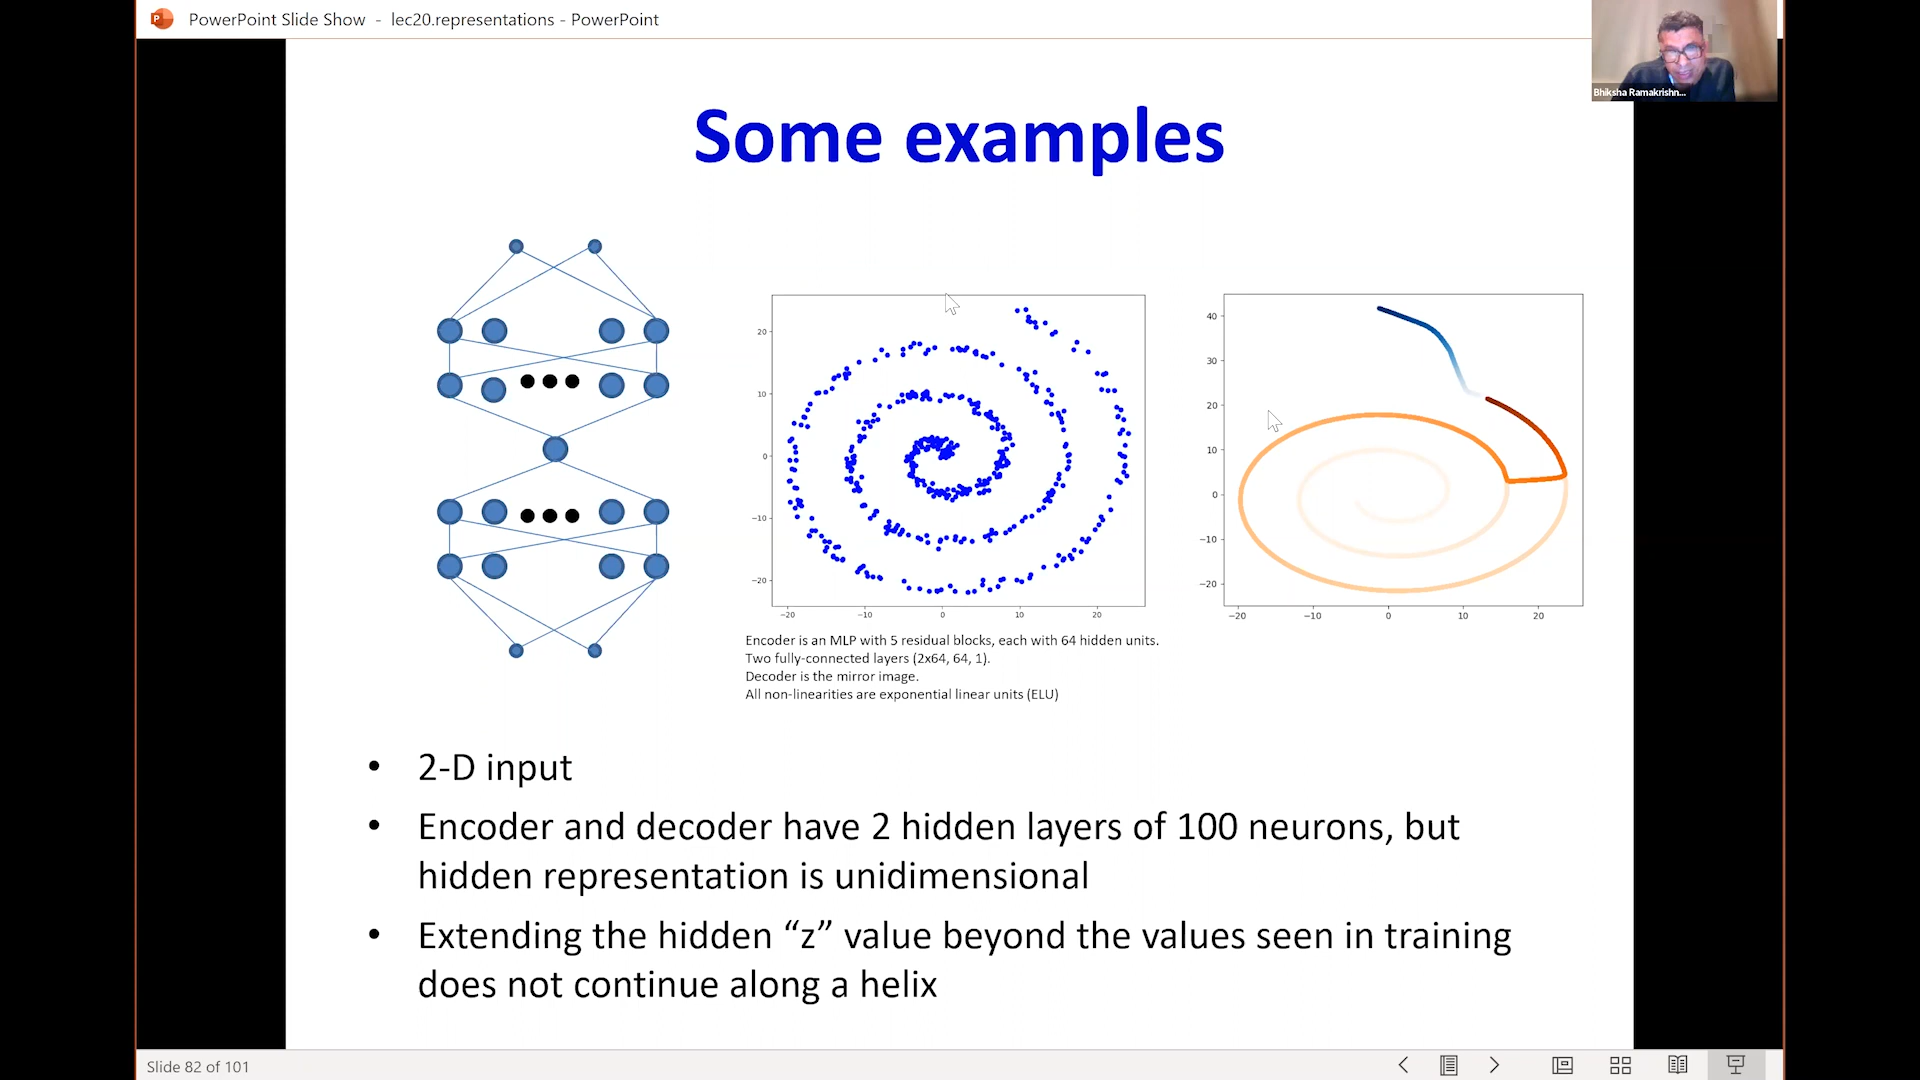 PowerPoint Slide Show - lec20.representations - PowerPoint
Bhiksha Ramakrishn...
Some examples
20
10
0
−10
−20
−20 −10 0 10 20
40
30
20
10
0
−10
−20
−20 −10 0 10 20
Encoder is an MLP with 5 residual blocks, each with 64 hidden units.
Two fully-connected layers (2x64, 64, 1).
Decoder is the mirror image.
All non-linearities are exponential linear units (ELU)
• 2-D input
• Encoder and decoder have 2 hidden layers of 100 neurons, but
hidden representation is unidimensional
• Extending the hidden “z” value beyond the values seen in training
does not continue along a helix
Slide 82 of 101